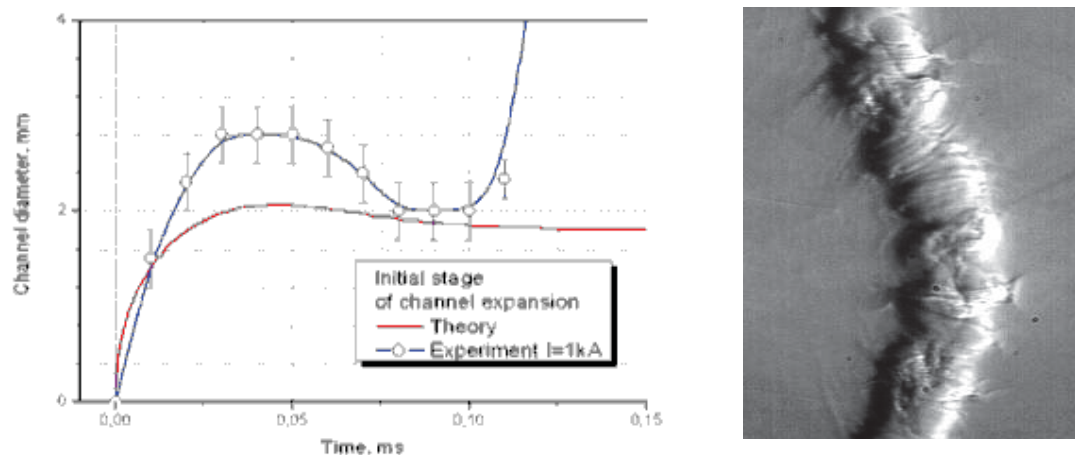 4
2
0
Channel diameter, mm
Initial stage
of channel expansion
Theory
Experiment I=1kA
0,00
0,05
0,10
0,15
Time, ms